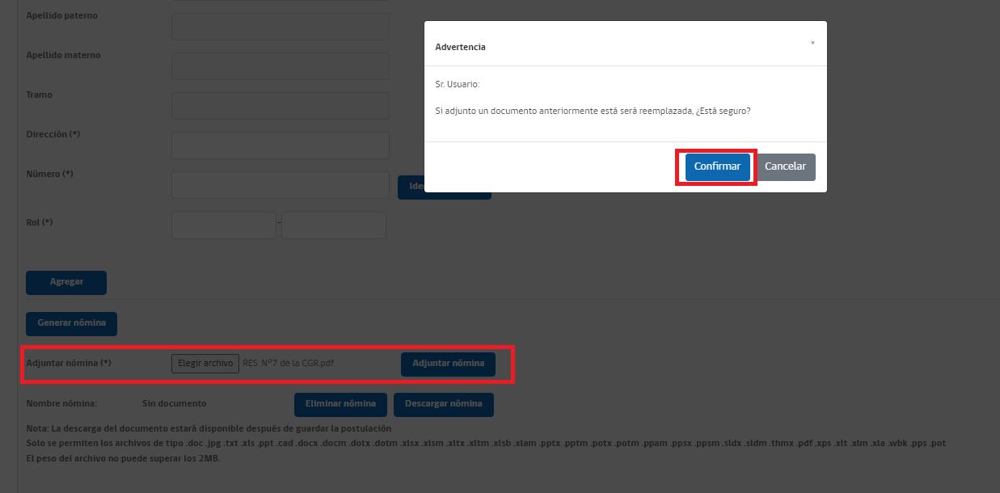 Apellido paterno
Apellido materno
Tramo
Dirección (*)
Número (*)
Rol (*)
-
Advertencia
×
Sr. Usuario:
Si adjunto un documento anteriormente está será reemplazada, ¿Está seguro?
Confirmar
Cancelar
Agregar
Generar nómina
Adjuntar nómina (*) Elegir archivo RES. Nº7 de la CGR.pdf Adjuntar nómina
Nombre nómina: Sin documento Eliminar nómina Descargar nómina
Nota: La descarga del documento estará disponible después de guardar la postulación
Solo se permiten los archivos de tipo .doc .jpg .txt .xls .ppt .cad .docx .docm .dotx .dotm .xlsx .xlsm .xltx .xltm .xlsb .xlam .pptx .pptm .potx .potm .ppam .ppsx .ppsm .sldx .sldm .thmx .pdf .xps .xlt .xlm .xla .wbk .pps .pot
El peso del archivo no puede superar los 2MB.